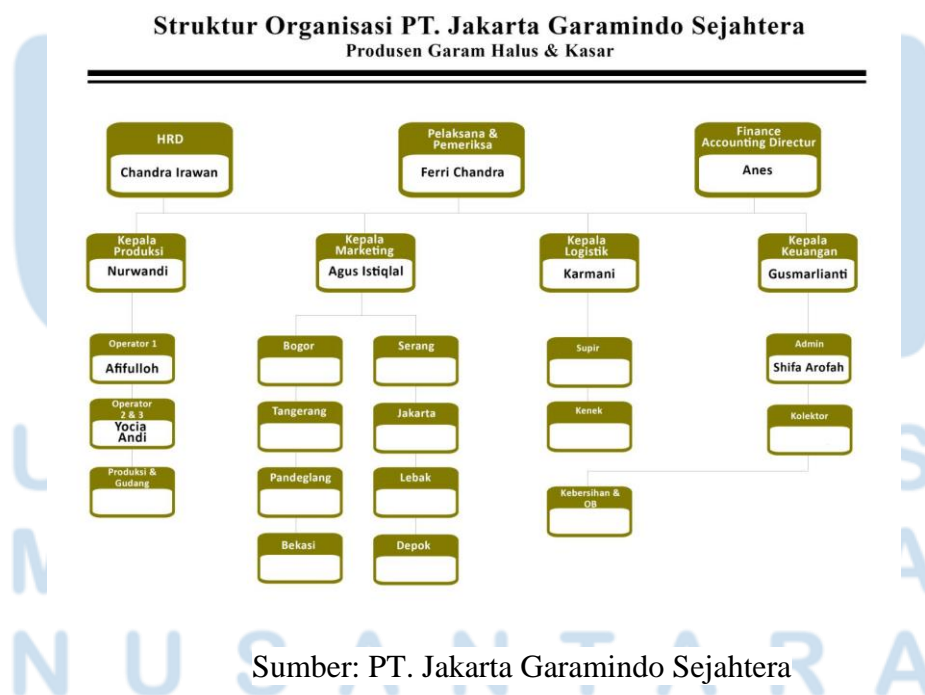 Struktur Organisasi PT. Jakarta Garamindo Sejahtera
Produsen Garam Halus & Kasar
HRD
Chandra Irawan
Pelaksana &
Pemeriksa
Ferri Chandra
Finance
Accounting Directur
Anes
Kepala
Produksi
Nurwandi
Kepala
Marketing
Agus Istiqlal
Kepala
Logistik
Karmani
Kepala
Keuangan
Gusmarlianti
Operator 1
Afifulloh
Bogor
Serang
Supir
Admin
Shifa Arofah
Operator
2 & 3
Yocia
Andi
Tangerang
Jakarta
Kenek
Kolektor
Produksi &
Gudang
Pandeglang
Lebak
Kebersihan &
OB
Bekasi
Depok
NUSANTARA
Sumber: PT. Jakarta Garamindo Sejahtera